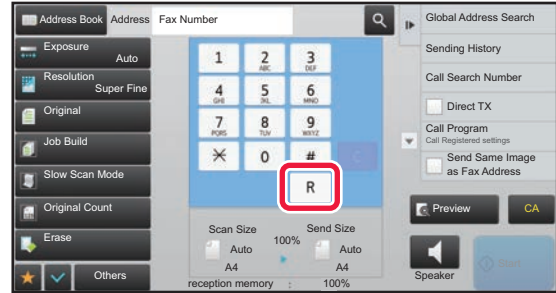 Address Book
Address
Fax Number
Exposure
Auto
Resolution
Super Fine
Original
Job Build
Slow Scan Mode
Original Count
Erase
Others
1
2
ABC
3
DEF
4
GHI
5
JKL
6
MNO
7
PQRS
8
TUV
9
WXYZ
0
#
C
R
Scan Size
Send Size
100%
Auto
Auto
A4
A4
reception memory : 100%
Global Address Search
Sending History
Call Search Number
Direct TX
Call Program
Call Registered settings
Send Same Image
as Fax Address
Preview
CA
Speaker
Start